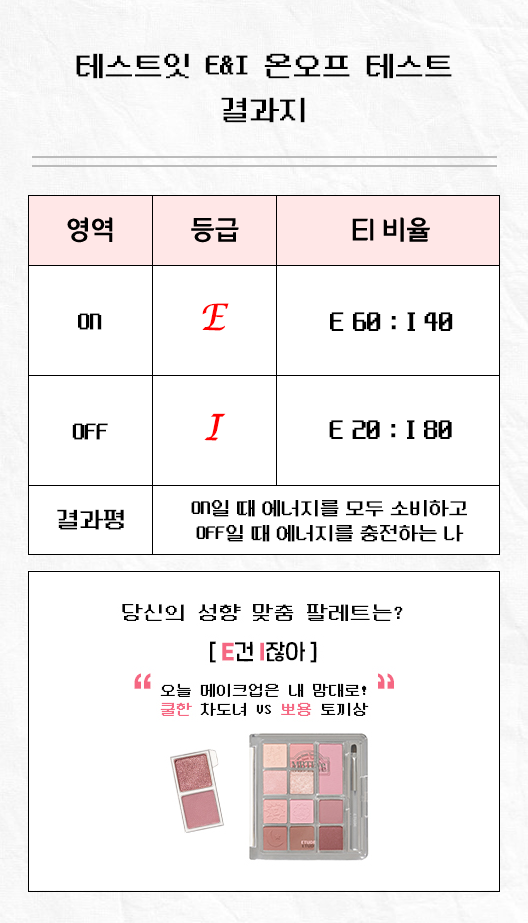 테스트잇 E&I 온오프 테스트
결과지
영역 등급 EI 비율
ON E E 60 : I 40
OFF I E 20 : I 80
결과평 ON일 때 에너지를 모두 소비하고
OFF일 때 에너지를 충전하는 나
당신의 성향 맞춤 팔레트는?
[ E건 I잖아 ]
“ 오늘 메이크업은 내 맘대로! ”
쿨한 차도녀 VS 뽀용 토끼상
ETUDE